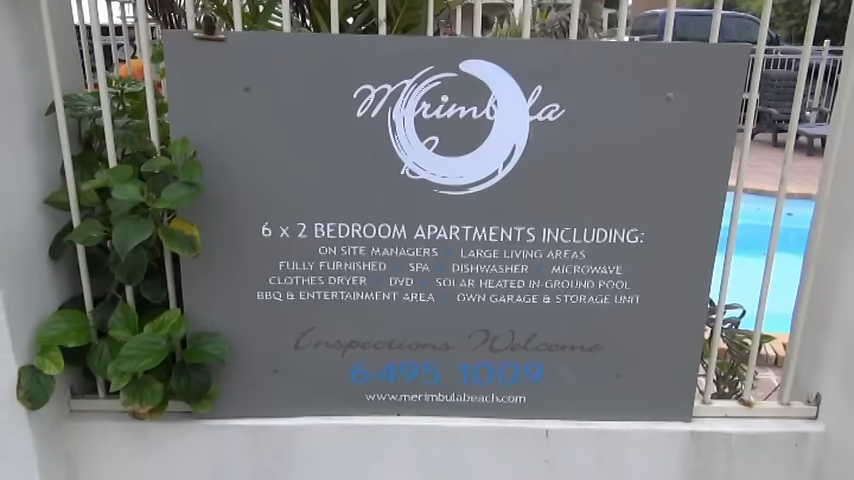 Merimbula
6 x 2 BEDROOM APARTMENTS INCLUDING:
ON SITE MANAGERS LARGE LIVING AREAS
FULLY FURNISHED SPA DISHWASHER MICROWAVE
CLOTHES DRYER DVD SOLAR HEATED IN-GROUND POOL
BBQ & ENTERTAINMENT AREA OWN GARAGE & STORAGE UNIT
Inspections Welcome
6495 1009
www.merimbulabeach.com